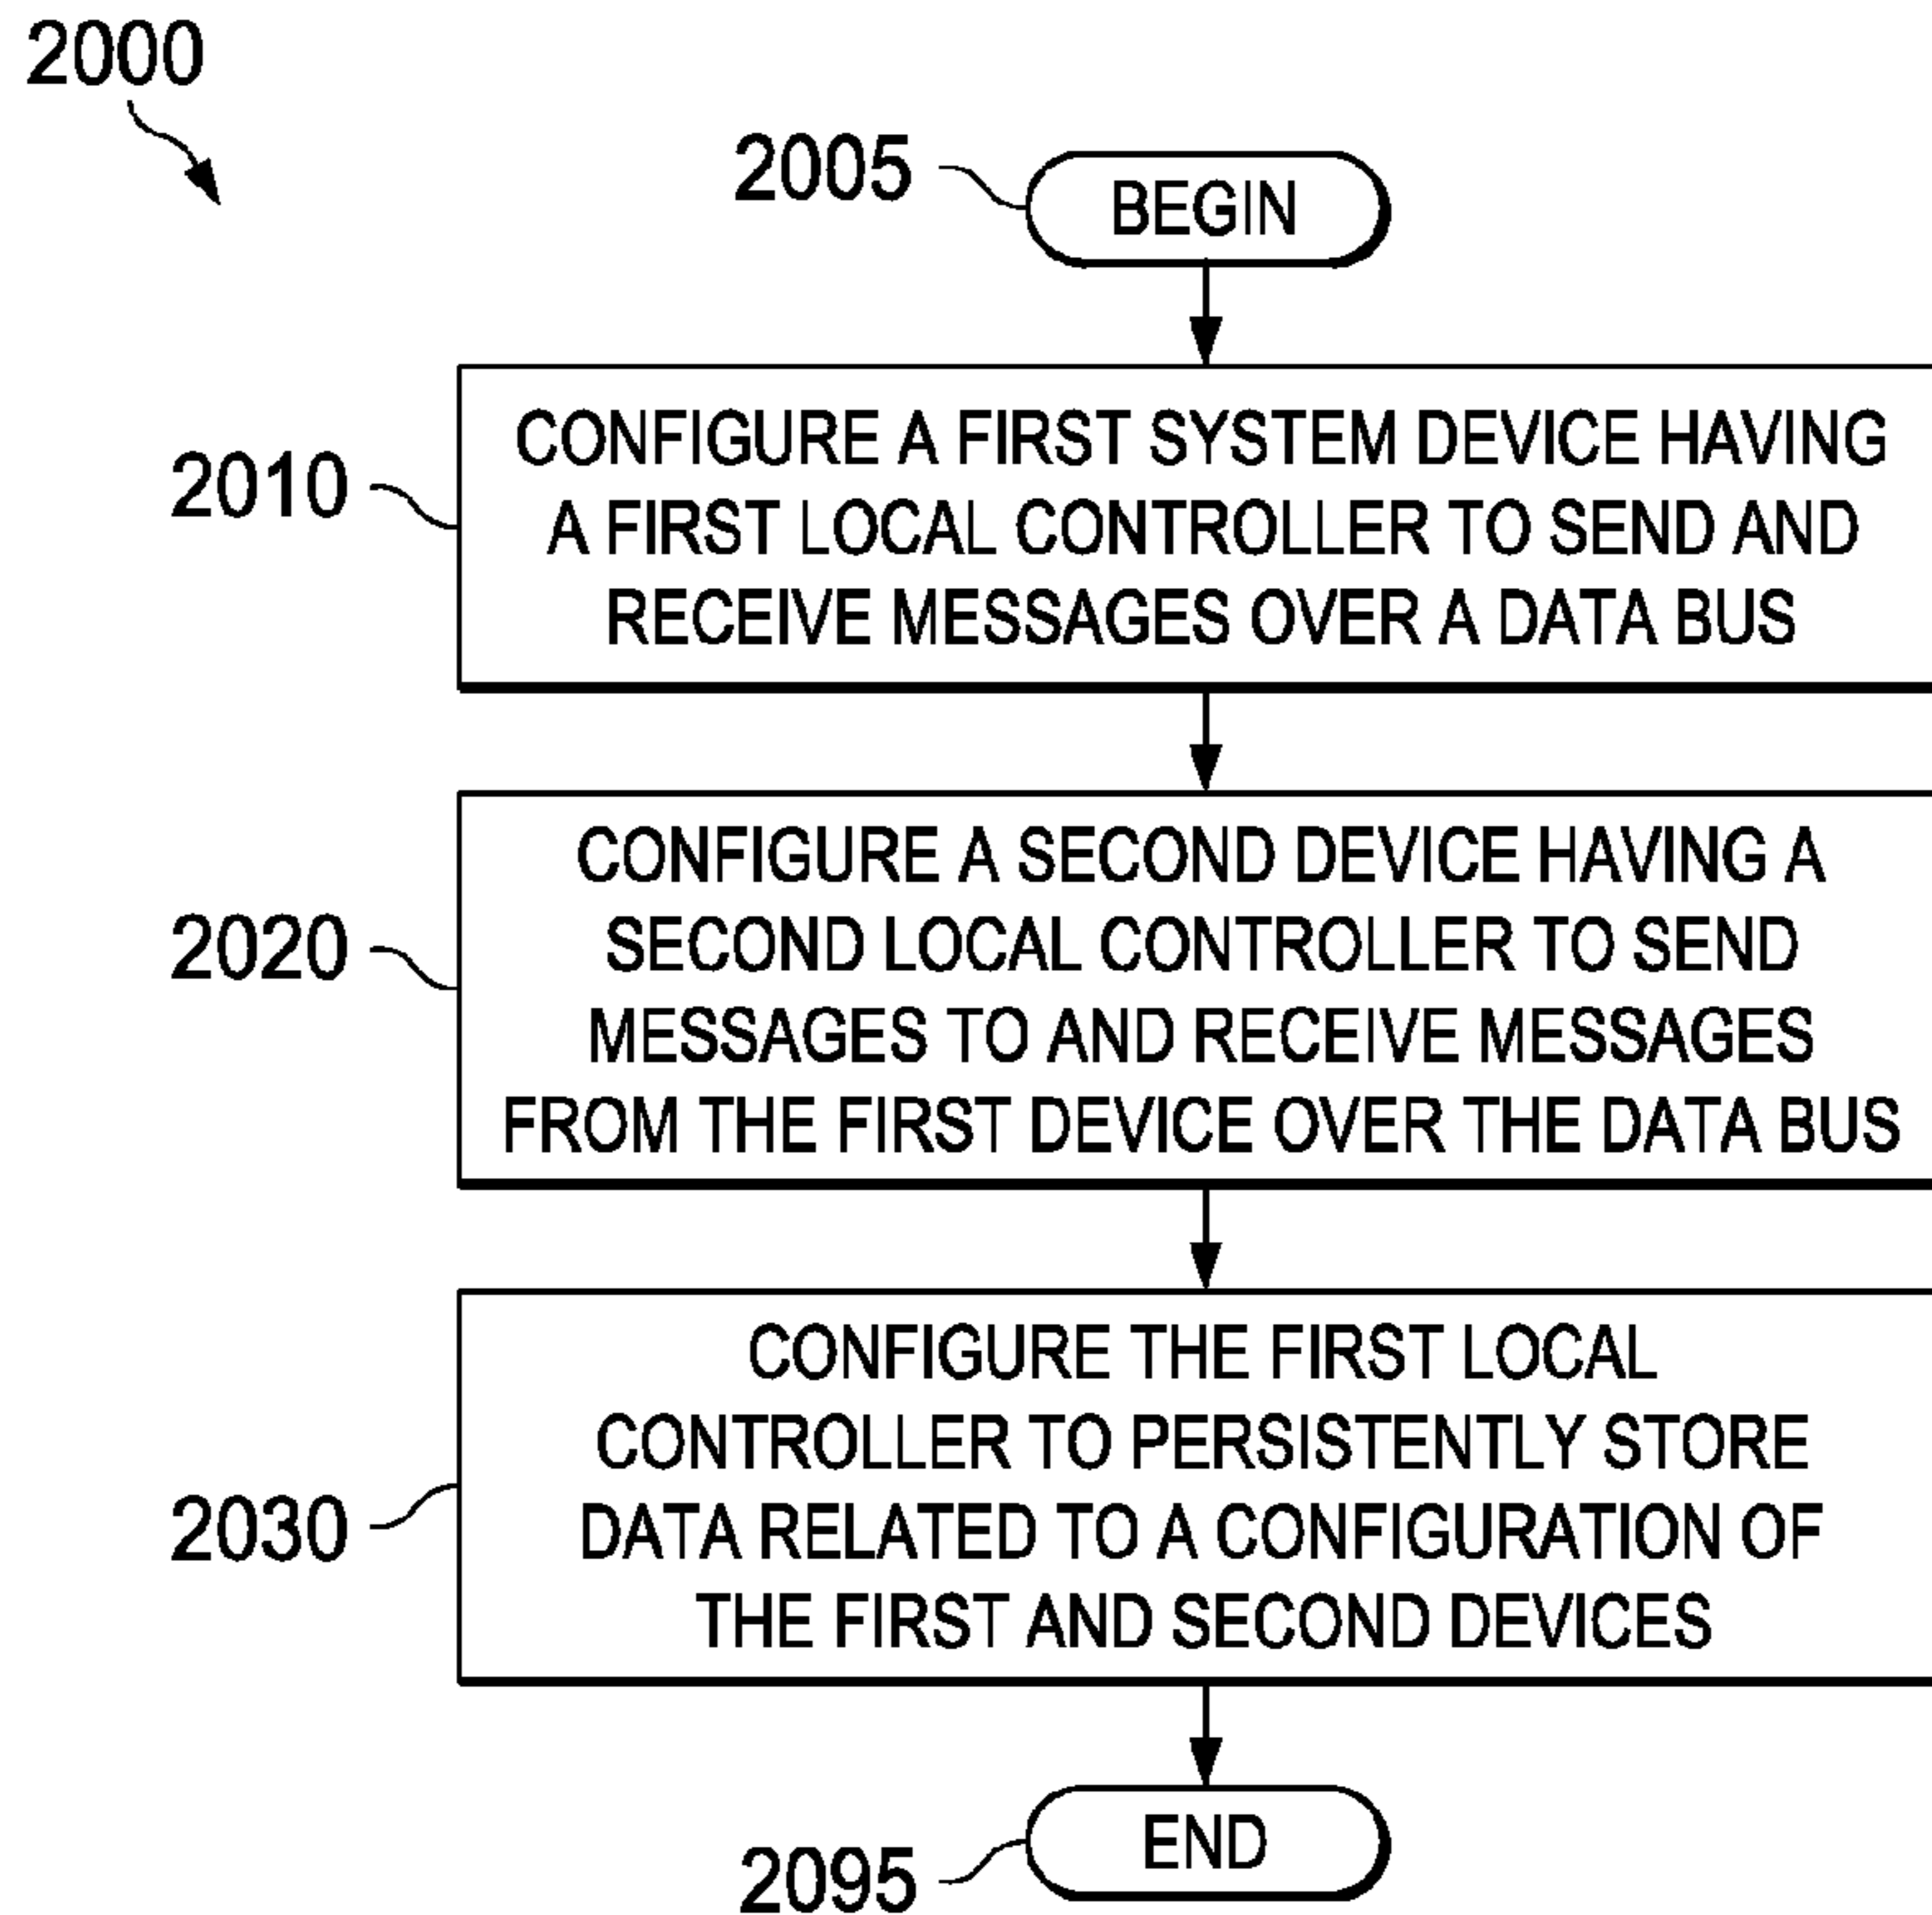 2000
2005
BEGIN
2010
CONFIGURE A FIRST SYSTEM DEVICE HAVING
A FIRST LOCAL CONTROLLER TO SEND AND
RECEIVE MESSAGES OVER A DATA BUS
2020
CONFIGURE A SECOND DEVICE HAVING A
SECOND LOCAL CONTROLLER TO SEND
MESSAGES TO AND RECEIVE MESSAGES
FROM THE FIRST DEVICE OVER THE DATA BUS
2030
CONFIGURE THE FIRST LOCAL
CONTROLLER TO PERSISTENTLY STORE
DATA RELATED TO A CONFIGURATION OF
THE FIRST AND SECOND DEVICES
2095
END